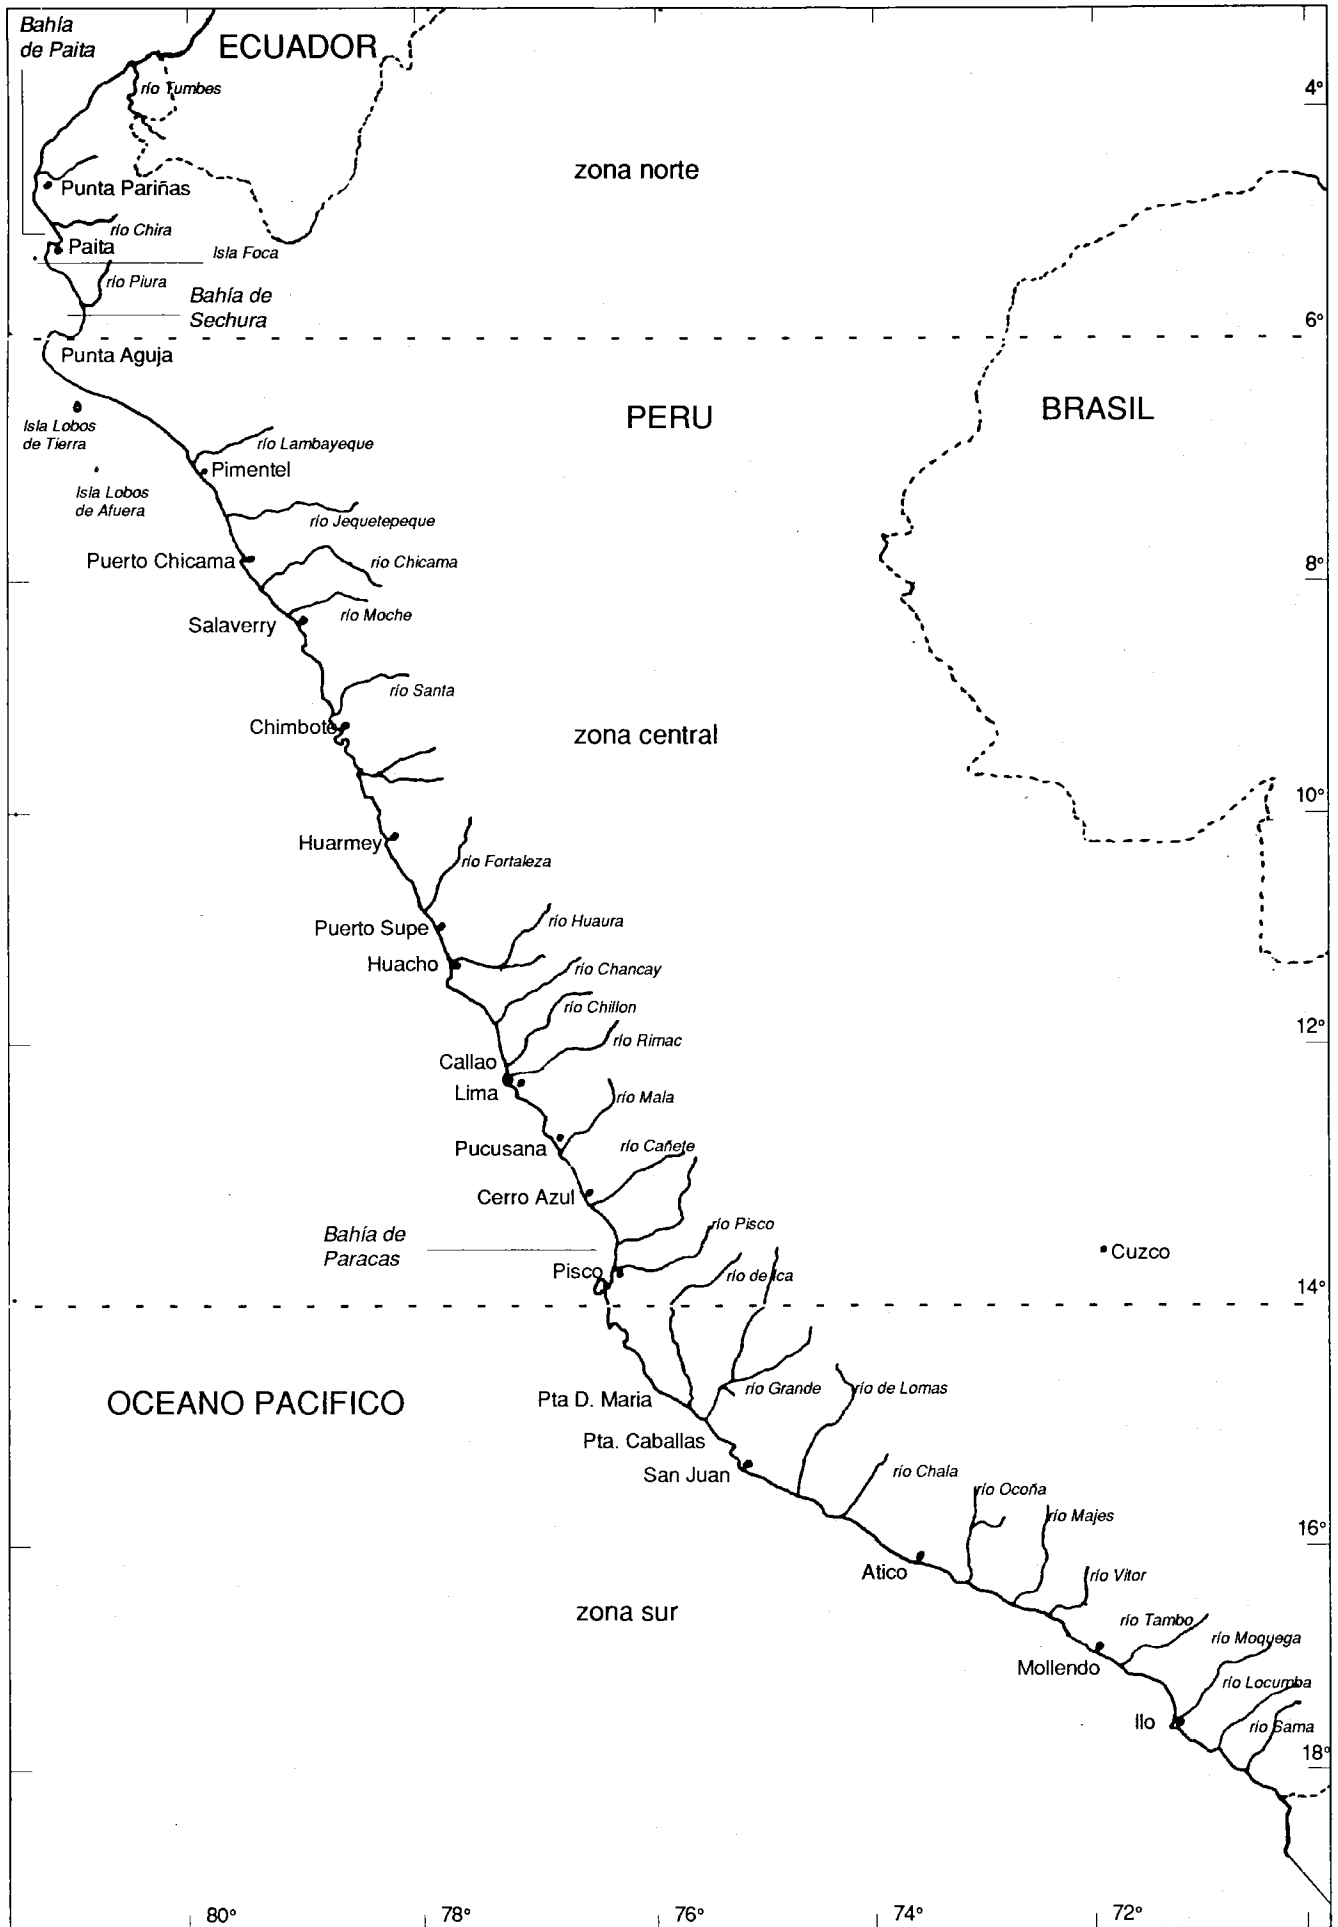 Bahía
de Paita
ECUADOR
río Tumbes
4°
zona norte
Punta Pariñas
río Chira
Paita
Isla Foca
río Piura
Bahía de
Sechura
6°
Punta Aguja
PERU
BRASIL
Isla Lobos
de Tierra
río Lambayeque
Pimentel
Isla Lobos
de Afuera
río Jequetepeque
Puerto Chicama
río Chicama
8°
Salaverry
río Moche
río Santa
Chimbote
zona central
10°
Huarmey
río Fortaleza
Puerto Supe
río Huaura
Huacho
río Chancay
río Chillon
12°
río Rimac
Callao
Lima
río Mala
Pucusana
río Cañete
Cerro Azul
río Pisco
Bahía de
Paracas
Cuzco
Pisco
río de Ica
14°
OCEANO PACIFICO
Pta D. Maria
río Grande
río de Lomas
Pta. Caballas
San Juan
río Chala
río Ocoña
río Majes
16°
Atico
río Vitor
zona sur
río Tambo
río Moquega
Mollendo
río Locumba
Ilo
río Sama
18°
80°
78°
76°
74°
72°